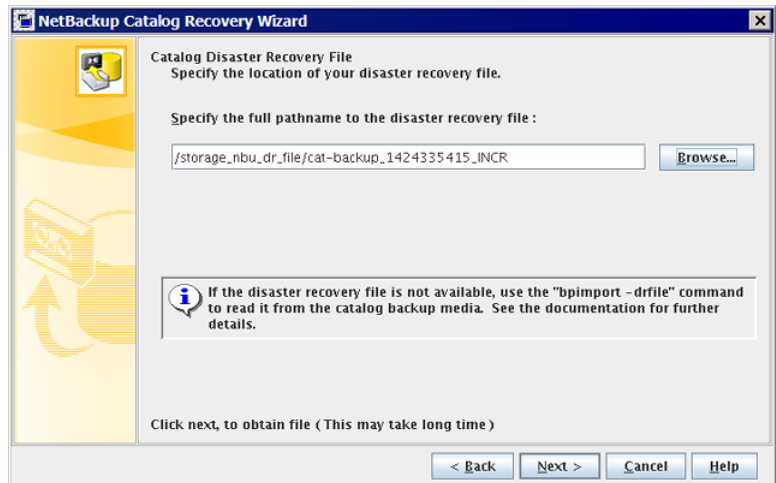 NetBackup Catalog Recovery Wizard
Catalog Disaster Recovery File
Specify the location of your disaster recovery file.
Specify the full pathname to the disaster recovery file :
/storage_nbu_dr_file/cat-backup_1424335415_INCR
Browse...
If the disaster recovery file is not available, use the "bpimport -drfile" command
to read it from the catalog backup media. See the documentation for further
details.
Click next, to obtain file ( This may take long time )
< Back
Next >
Cancel
Help